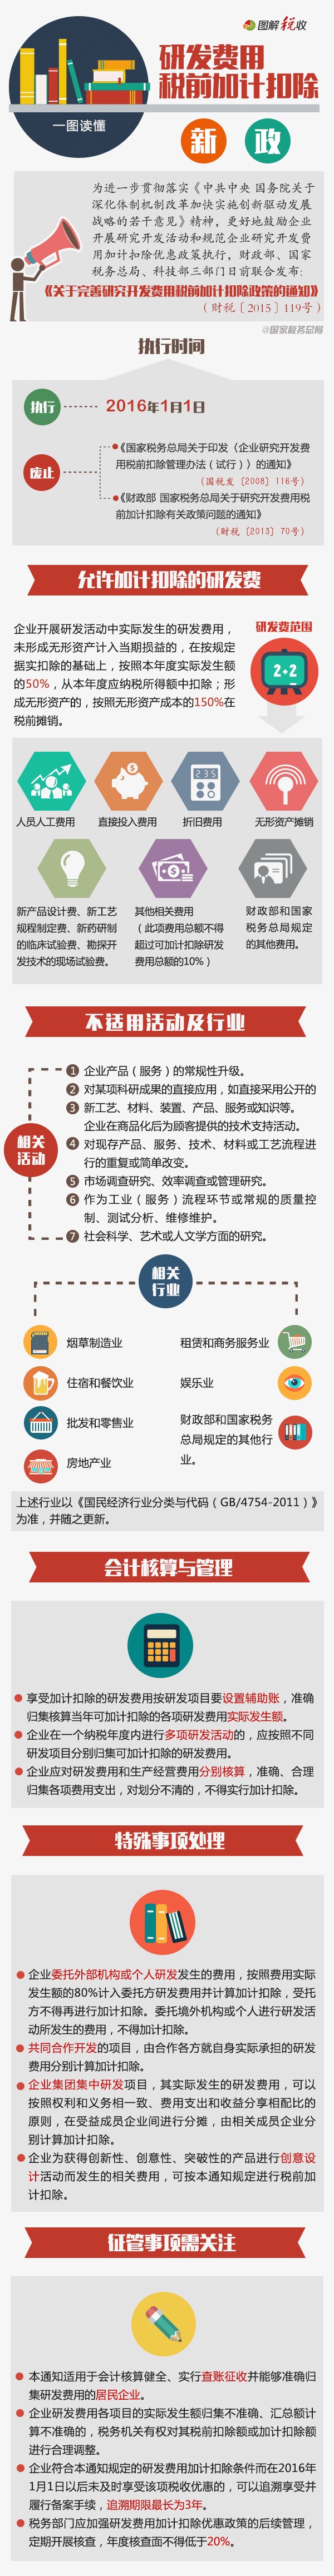 图解税收
研发费用
税前加计扣除
一图读懂
新 政
为进一步贯彻落实《中共中央 国务院关于
深化体制机制改革加快实施创新驱动发展
战略的若干意见》精神，更好地鼓励企业
开展研究开发活动和规范企业研究开发费
用加计扣除优惠政策执行，财政部、国家
税务总局、科技部三部门日前联合发布：
《关于完善研究开发费用税前加计扣除政策的通知》
（财税〔2015〕119号）
@国家税务总局
执行时间
执行
2016年1月1日
废止
《国家税务总局关于印发〈企业研究开发费
用税前扣除管理办法（试行）〉的通知》
（国税发〔2008〕116号）
《财政部 国家税务总局关于研究开发费用税
前加计扣除有关政策问题的通知》
（财税〔2013〕70号）
允许加计扣除的研发费
企业开展研发活动中实际发生的研发费用，
未形成无形资产计入当期损益的，在按规定
据实扣除的基础上，按照本年度实际发生额
的50%，从本年度应纳税所得额中扣除；形
成无形资产的，按照无形资产成本的150%在
税前摊销。
研发费范围
2+2
235
人员人工费用
直接投入费用
折旧费用
无形资产摊销
新产品设计费、新工艺
规程制定费、新药研制
的临床试验费、勘探开
发技术的现场试验费。
其他相关费用
（此项费用总额不得
超过可加计扣除研发
费用总额的10%）
财政部和国家
税务总局规定
的其他费用。
不适用活动及行业
相关
活动
1 企业产品（服务）的常规性升级。
2 对某项科研成果的直接应用，如直接采用公开的
3 新工艺、材料、装置、产品、服务或知识等。
企业在商品化后为顾客提供的技术支持活动。
4 对现存产品、服务、技术、材料或工艺流程进
行的重复或简单改变。
5 市场调查研究、效率调查或管理研究。
6 作为工业（服务）流程环节或常规的质量控
制、测试分析、维修维护。
7 社会科学、艺术或人文学方面的研究。
相关
行业
烟草制造业
住宿和餐饮业
批发和零售业
房地产业
租赁和商务服务业
娱乐业
财政部和国家税务
总局规定的其他行
业。
上述行业以《国民经济行业分类与代码（GB/4754-2011）》
为准，并随之更新。
会计核算与管理
享受加计扣除的研发费用按研发项目要设置辅助账，准确
归集核算当年可加计扣除的各项研发费用实际发生额。
企业在一个纳税年度内进行多项研发活动的，应按照不同
研发项目分别归集可加计扣除的研发费用。
企业应对研发费用和生产经营费用分别核算，准确、合理
归集各项费用支出，对划分不清的，不得实行加计扣除。
特殊事项处理
企业委托外部机构或个人研发发生的费用，按照费用实际
发生额的80%计入委托方研发费用并计算加计扣除，受托
方不得再进行加计扣除。委托境外机构或个人进行研发活
动所发生的费用，不得加计扣除。
共同合作开发的项目，由合作各方就自身实际承担的研发
费用分别计算加计扣除。
企业集团集中研发项目，其实际发生的研发费用，可以
按照权利和义务相一致、费用支出和收益分享相配比的
原则，在受益成员企业间进行分摊，由相关成员企业分
别计算加计扣除。
企业为获得创新性、创意性、突破性的产品进行创意设
计活动而发生的相关费用，可按本通知规定进行税前加
计扣除。
征管事项需关注
本通知适用于会计核算健全、实行查账征收并能够准确归
集研发费用的居民企业。
企业研发费用各项目的实际发生额归集不准确、汇总额计
算不准确的，税务机关有权对其税前扣除额或加计扣除额
进行合理调整。
企业符合本通知规定的研发费用加计扣除条件而在2016年
1月1日以后未及时享受该项税收优惠的，可以追溯享受并
履行备案手续，追溯期限最长为3年。
税务部门应加强研发费用加计扣除优惠政策的后续管理，
定期开展核查，年度核查面不得低于20%。